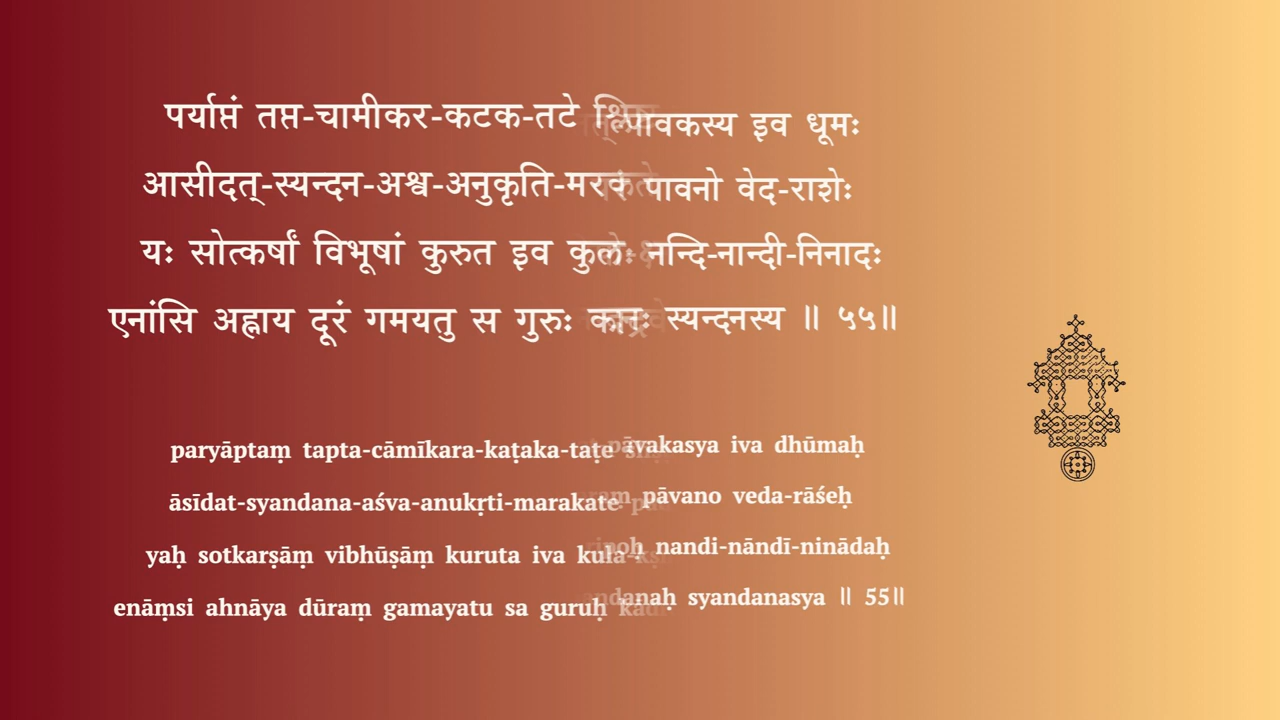 पर्याप्तं तप्त-चामीकर-कटक-तटे पावकस्य इव धूमः
आसीदत्-स्यन्दन-अश्व-अनुकृति-मरकते पावनो वेद-राशेः
यः सोत्कर्षां विभूषां कुरुत इव नन्दि-नान्दी-निनादः
एनांसि अह्नाय दूरं गमयतु स गुरुः स्यन्दनस्य ॥ ५५॥
paryāptaṃ tapta-cāmīkara-kaṭaka-taṭe pāvakasya iva dhūmaḥ
āsīdat-syandana-aśva-anukṛti-marakate pāvano veda-rāśeḥ
yaḥ sotkarṣāṃ vibhūṣāṃ kuruta iva nandi-nāndī-ninādaḥ
enāṃsi ahnāya dūraṃ gamayatu sa guruḥ syandanasya ॥ 55॥